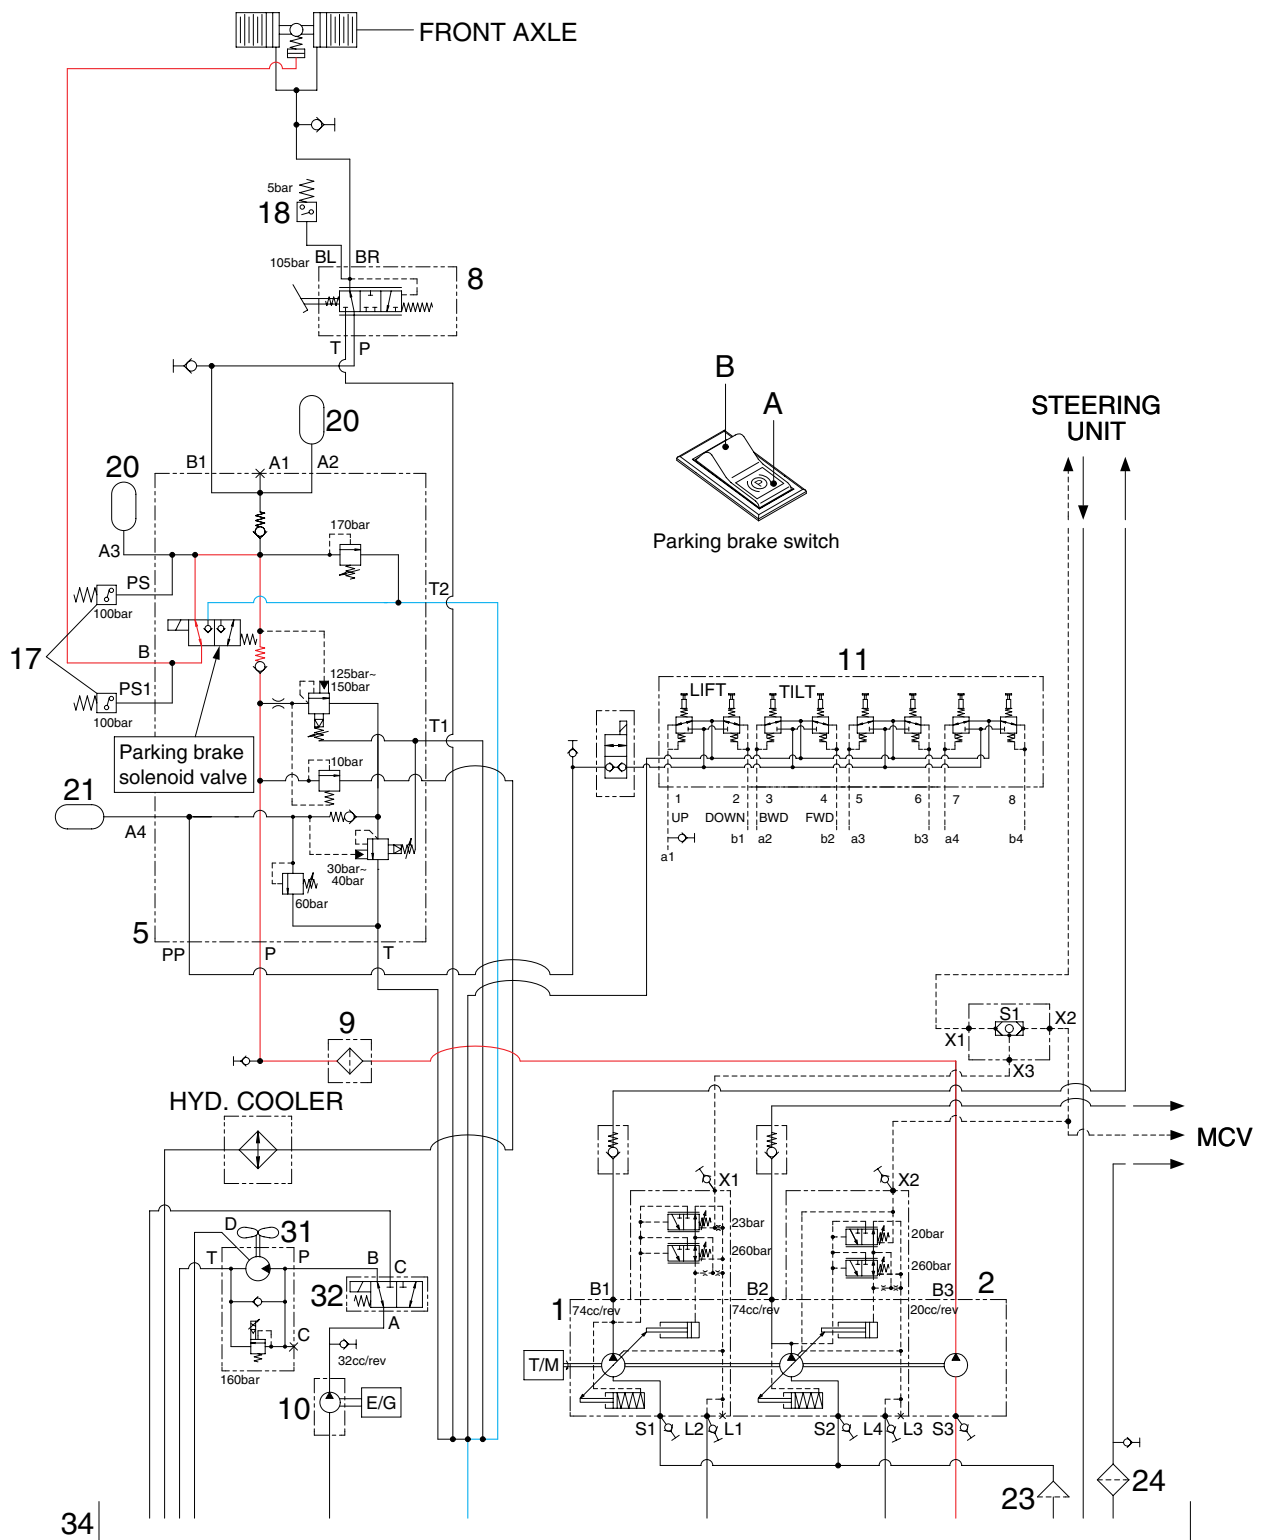 FRONT AXLE
5bar
18
BL BR
105bar
8
T P
B
A
STEERING
UNIT
20
20
B1 A1 A2
Parking brake switch
170bar
A3
PS
T2
100bar
17
B
11
125bar~
150bar
LIFT TILT
PS1
100bar
T1
Parking brake
solenoid valve
10bar
21
1 2 3 4 5 6 7 8
UP DOWN BWD FWD
A4
a1 b1 a2 b2 a3 b3 a4 b4
30bar~
40bar
60bar
5
PP P T
9
S1
X1 X2
X3
HYD. COOLER
MCV
X1 X2
D 31
23bar
20bar
T P
B C
260bar
260bar
32
B1 B2 B3 2
1 74cc/rev 74cc/rev 20cc/rev
A
C
32cc/rev
T/M
160bar
10
E/G
S1 L2 L1 S2 L4 L3 S3
23
24
34